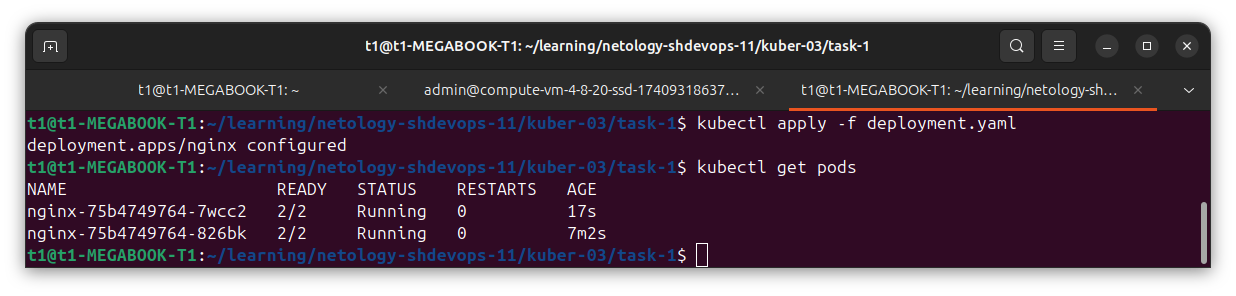 t1@t1-MEGABOOK-T1: ~/learning/netology-shdevops-11/kuber-03/task-1
t1@t1-MEGABOOK-T1: ~
admin@compute-vm-4-8-20-ssd-17409318637…
t1@t1-MEGABOOK-T1: ~/learning/netology-sh…
t1@t1-MEGABOOK-T1:~/learning/netology-shdevops-11/kuber-03/task-1$ kubectl apply -f deployment.yaml
deployment.apps/nginx configured
t1@t1-MEGABOOK-T1:~/learning/netology-shdevops-11/kuber-03/task-1$ kubectl get pods
NAME                     READY   STATUS    RESTARTS   AGE
nginx-75b4749764-7wcc2   2/2     Running   0          17s
nginx-75b4749764-826bk   2/2     Running   0          7m2s
t1@t1-MEGABOOK-T1:~/learning/netology-shdevops-11/kuber-03/task-1$